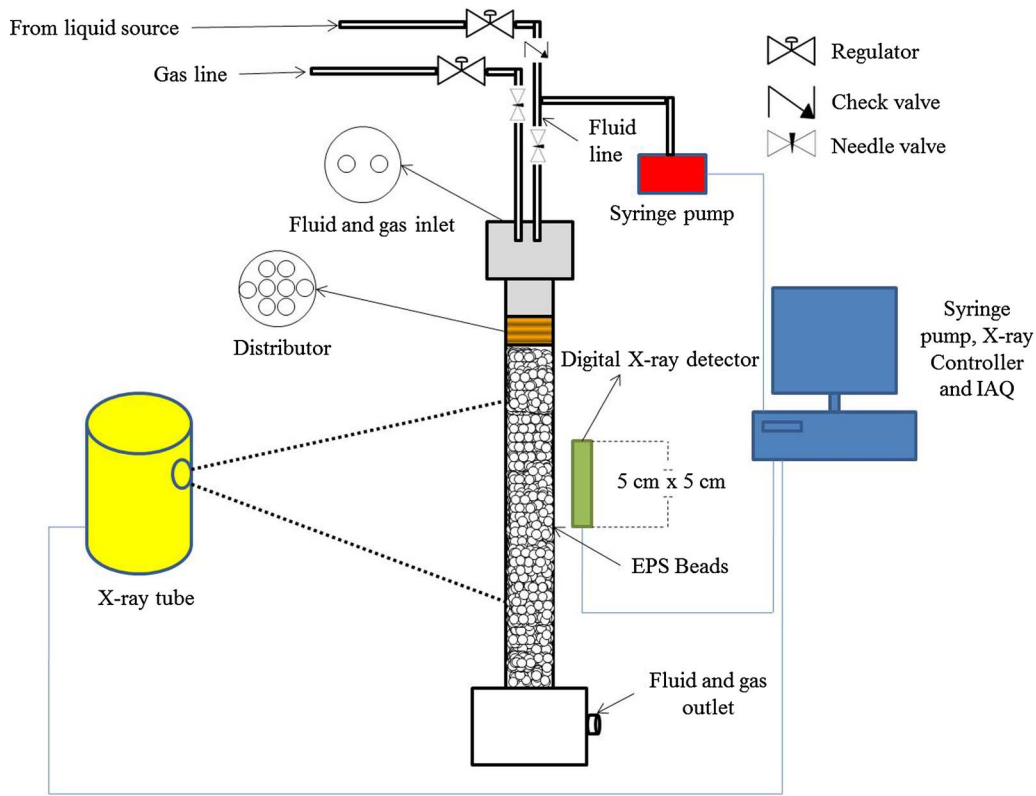 From liquid source
Gas line
Regulator
Check valve
Needle valve
Fluid
line
Syringe pump
Fluid and gas inlet
Distributor
Digital X-ray detector
Syringe
pump, X-ray
Controller
and IAQ
5 cm x 5 cm
EPS Beads
X-ray tube
Fluid and gas
outlet